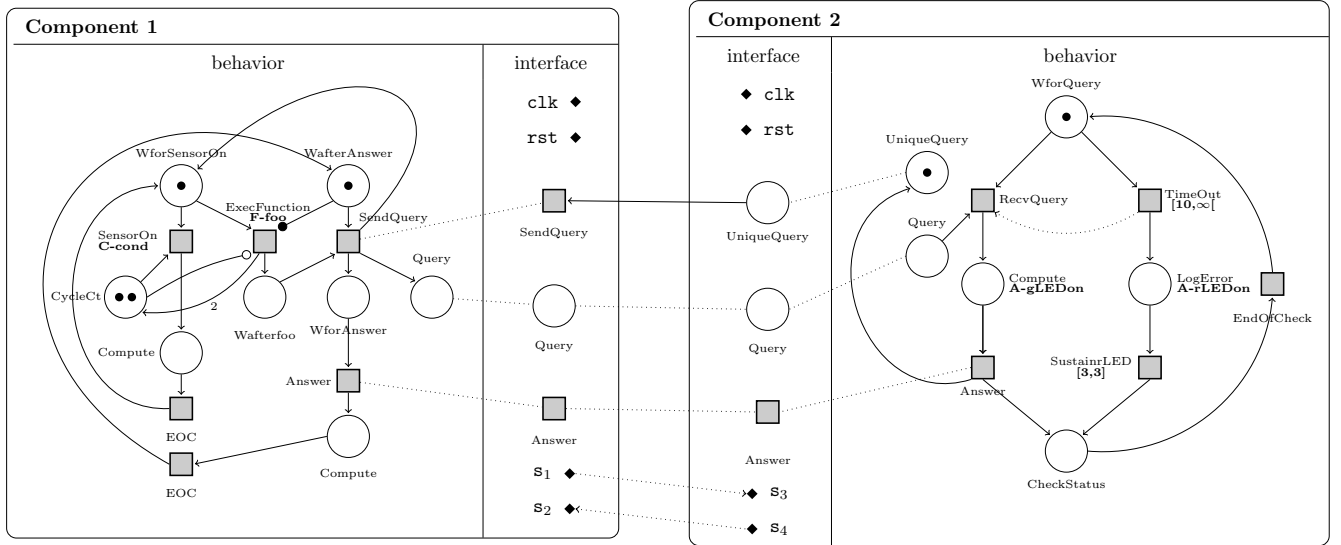 Component 1
behavior
interface
clk
rst
WforSensorOn
WafterAnswer
ExecFunction
F-foo
SendQuery
SensorOn
C-cond
SendQuery
Query
CycleCt
2
Wafterfoo
WforAnswer
Query
Compute
Answer
EOC
Answer
Compute
EOC
s1
s2
Component 2
interface
behavior
clk
rst
WforQuery
UniqueQuery
TimeOut
[10,∞[
RecvQuery
UniqueQuery
Query
Compute
A-gLEDon
LogError
A-rLEDon
EndOfCheck
Query
SustainrLED
[3,3]
Answer
Answer
CheckStatus
s3
s4